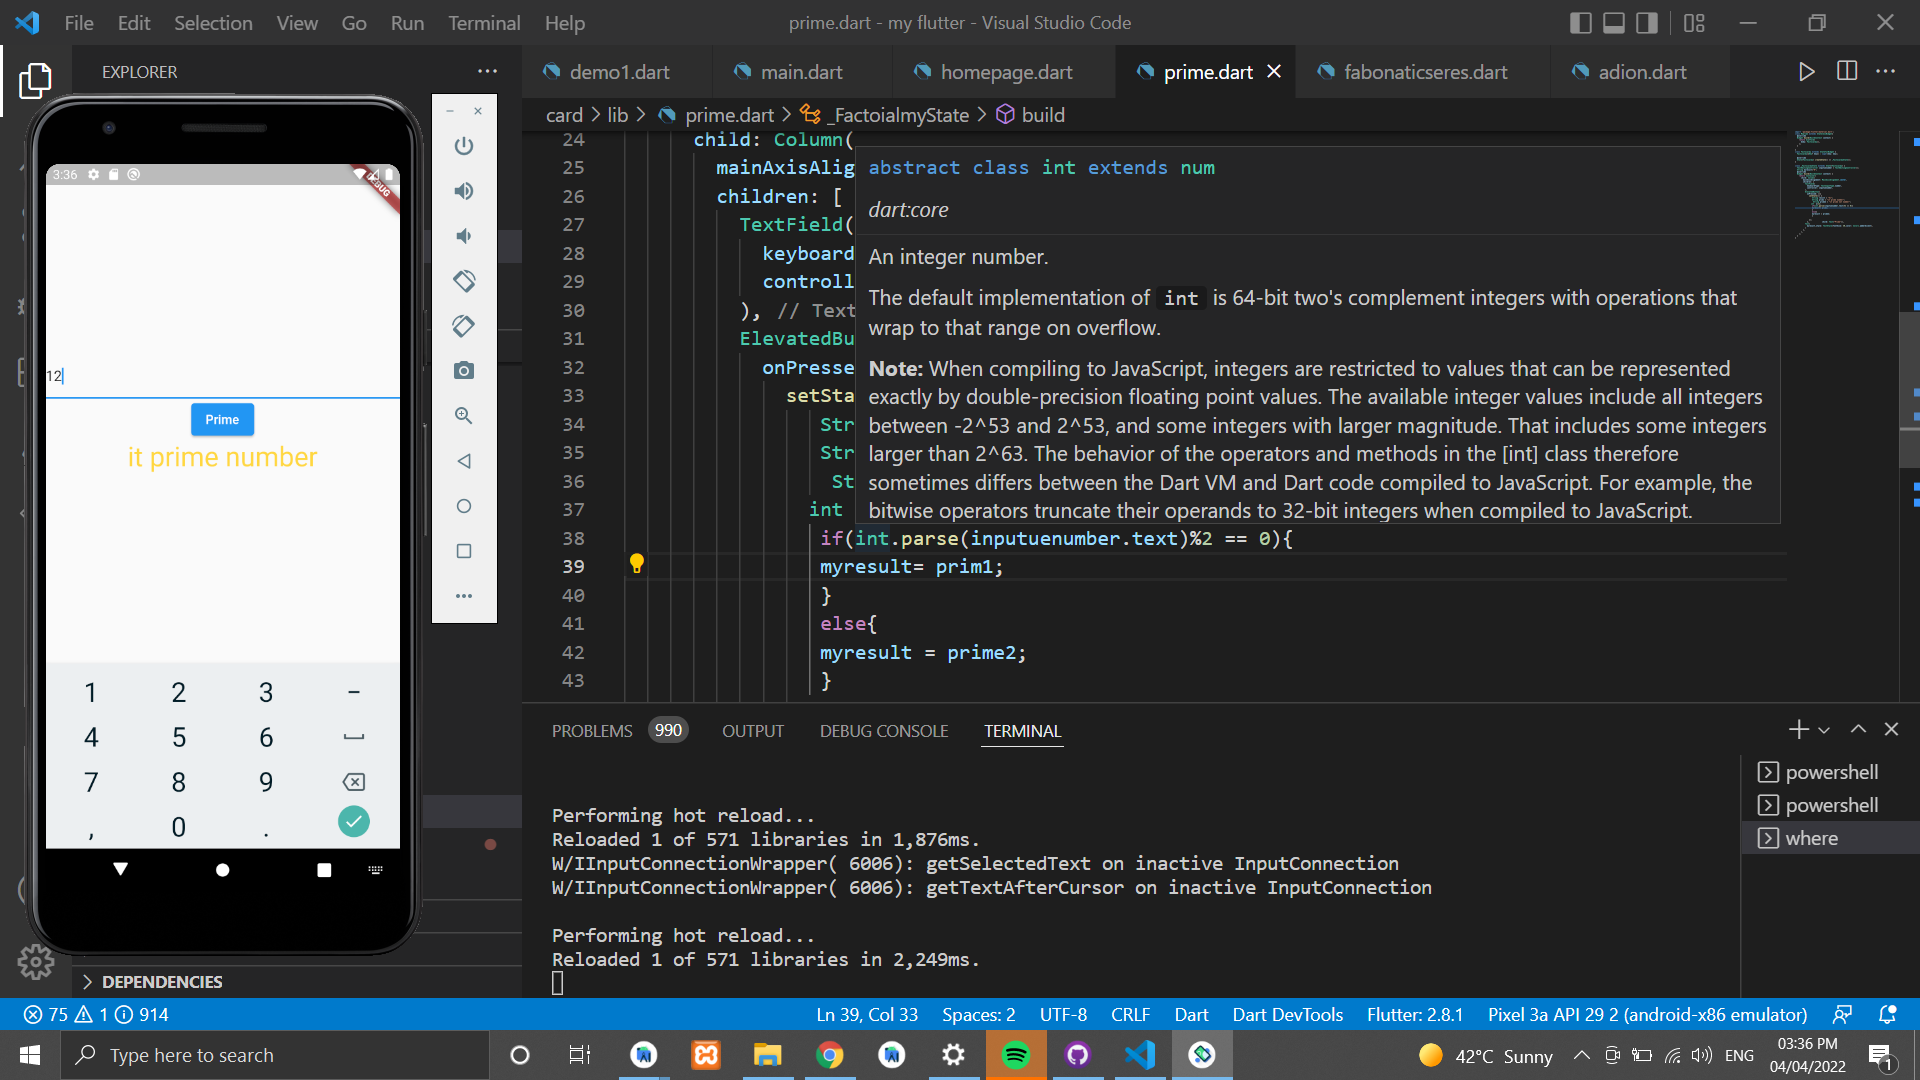 File Edit Selection View Go Run Terminal Help
prime.dart - my flutter - Visual Studio Code
EXPLORER
demo1.dart main.dart homepage.dart prime.dart fabonaticseres.dart adion.dart
card > lib > prime.dart > _FactoialmyState > build
24 child: Column(
25 mainAxisAlig
26 children: [
27 TextField(
28 keyboard
29 controll
30 ), // Text
31 ElevatedBu
32 onPresse
33 setSta
34 Str
35 Str
36 St
37 int
38 if(int.parse(inputuenumber.text)%2 == 0){
39 myresult= prim1;
40 }
41 else{
42 myresult = prime2;
43 }
abstract class int extends num
dart:core
An integer number.
The default implementation of int is 64-bit two's complement integers with operations that
wrap to that range on overflow.
Note: When compiling to JavaScript, integers are restricted to values that can be represented
exactly by double-precision floating point values. The available integer values include all integers
between -2^53 and 2^53, and some integers with larger magnitude. That includes some integers
larger than 2^63. The behavior of the operators and methods in the [int] class therefore
sometimes differs between the Dart VM and Dart code compiled to JavaScript. For example, the
bitwise operators truncate their operands to 32-bit integers when compiled to JavaScript.
3:36
DEBUG
12
Prime
it prime number
1 2 3 -
4 5 6
7 8 9
, 0 .
PROBLEMS 990 OUTPUT DEBUG CONSOLE TERMINAL
Performing hot reload...
Reloaded 1 of 571 libraries in 1,876ms.
W/IInputConnectionWrapper( 6006): getSelectedText on inactive InputConnection
W/IInputConnectionWrapper( 6006): getTextAfterCursor on inactive InputConnection
Performing hot reload...
Reloaded 1 of 571 libraries in 2,249ms.
powershell
powershell
where
DEPENDENCIES
75 1 914
Ln 39, Col 33 Spaces: 2 UTF-8 CRLF Dart Dart DevTools Flutter: 2.8.1 Pixel 3a API 29 2 (android-x86 emulator)
Type here to search
42°C Sunny
ENG
03:36 PM
04/04/2022
1